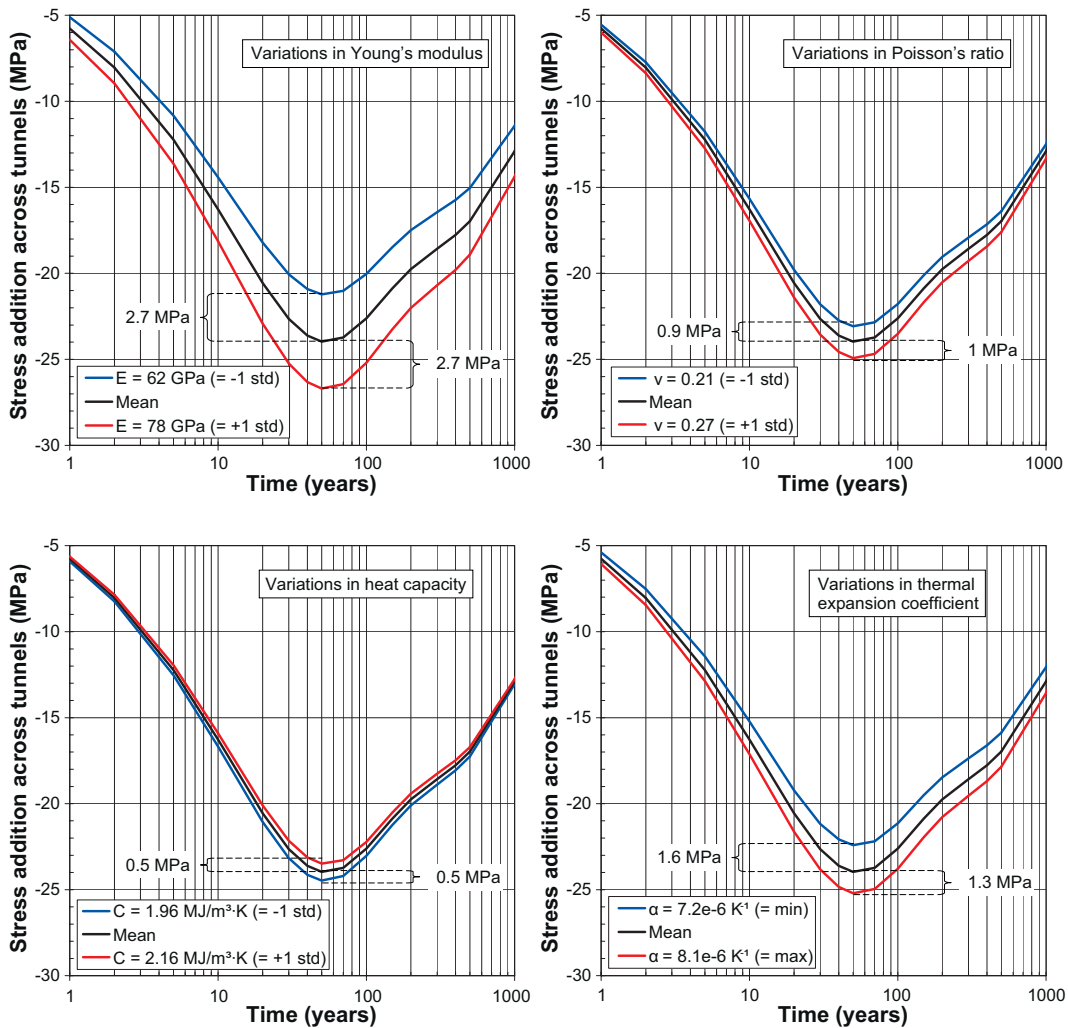 Variations in Young's modulus
Stress addition across tunnels (MPa)
-5
-10
-15
-20
-25
-30
2.7 MPa
2.7 MPa
E = 62 GPa (= -1 std)
Mean
E = 78 GPa (= +1 std)
1
10
100
1000
Time (years)
Variations in Poisson's ratio
Stress addition across tunnels (MPa)
-5
-10
-15
-20
-25
-30
0.9 MPa
1 MPa
ν = 0.21 (= -1 std)
Mean
ν = 0.27 (= +1 std)
1
10
100
1000
Time (years)
Variations in heat capacity
Stress addition across tunnels (MPa)
-5
-10
-15
-20
-25
-30
0.5 MPa
0.5 MPa
C = 1.96 MJ/m³·K (= -1 std)
Mean
C = 2.16 MJ/m³·K (= +1 std)
1
10
100
1000
Time (years)
Variations in thermal
expansion coefficient
Stress addition across tunnels (MPa)
-5
-10
-15
-20
-25
-30
1.6 MPa
1.3 MPa
α = 7.2e-6 K¹ (= min)
Mean
α = 8.1e-6 K¹ (= max)
1
10
100
1000
Time (years)